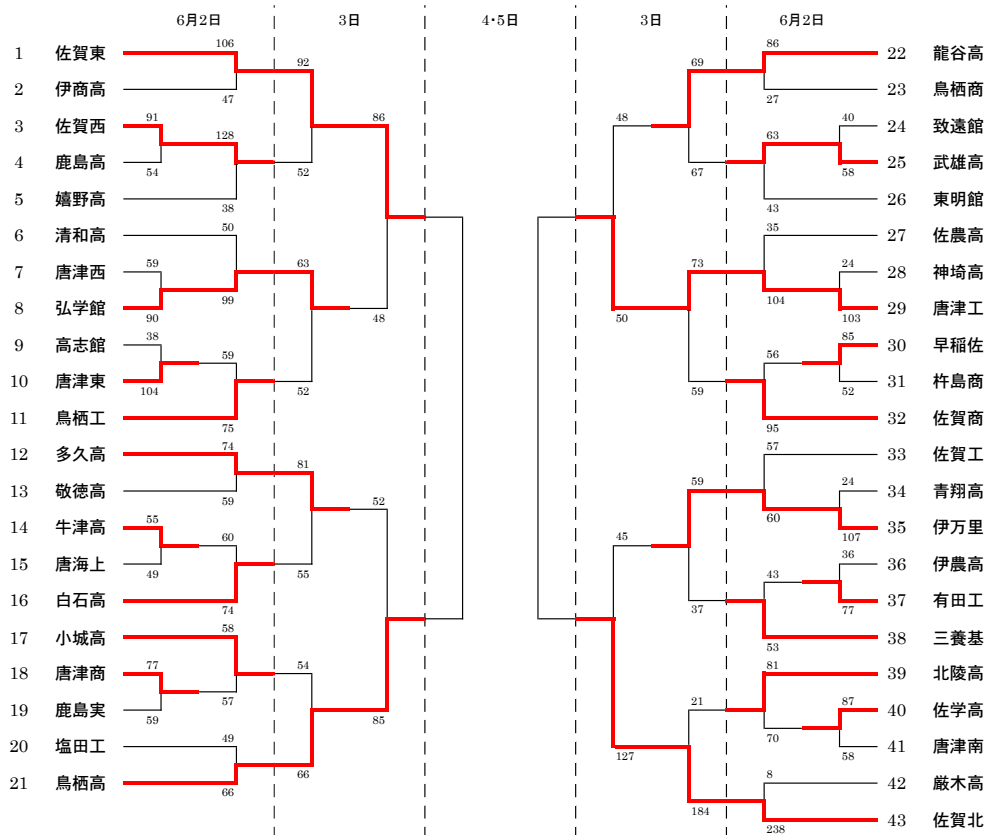 6月2日 3日 4・5日 3日 6月2日
1 佐賀東 106 92 69 86 22 龍谷高
2 伊商高 47 27 23 鳥栖商
3 佐賀西 91 128 86 48 63 40 24 致遠館
4 鹿島高 54 52 67 58 25 武雄高
5 嬉野高 38 43 26 東明館
6 清和高 50 35 27 佐農高
7 唐津西 59 63 73 24 28 神埼高
8 弘学館 90 99 48 50 104 103 29 唐津工
9 高志館 38 59 56 85 30 早稲佐
10 唐津東 104 52 59 52 31 杵島商
11 鳥栖工 75 95 32 佐賀商
12 多久高 74 81 57 33 佐賀工
13 敬徳高 59 52 59 24 34 青翔高
14 牛津高 55 60 45 60 107 35 伊万里
15 唐海上 49 55 43 36 36 伊農高
16 白石高 74 37 77 37 有田工
17 小城高 58 53 38 三養基
18 唐津商 77 57 54 81 39 北陵高
19 鹿島実 59 85 21 70 87 40 佐学高
20 塩田工 49 127 58 41 唐津南
21 鳥栖高 66 66 8 42 厳木高
184 238 43 佐賀北